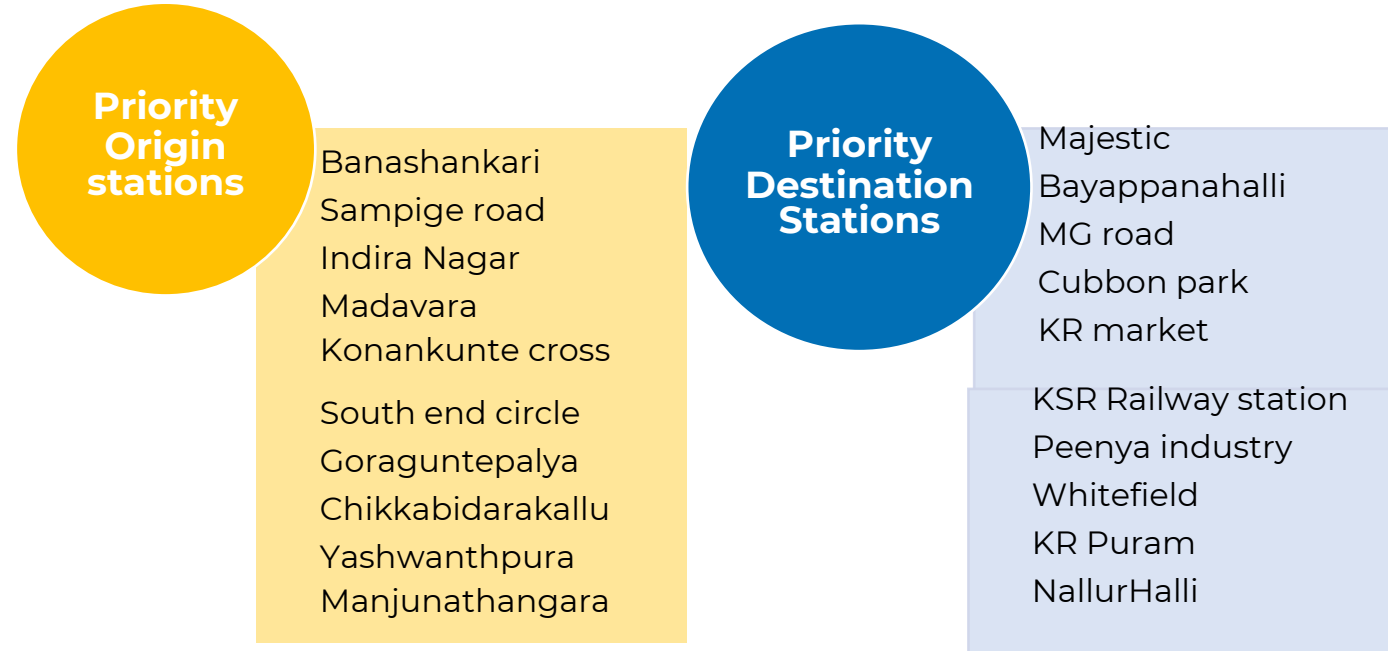 Priority
Origin
stations
Banashankari
Sampige road
Indira Nagar
Madavara
Konankunte cross
South end circle
Goraguntepalya
Chikkabidarakallu
Yashwanthpura
Manjunathangara
Priority
Destination
Stations
Majestic
Bayappanahalli
MG road
Cubbon park
KR market
KSR Railway station
Peenya industry
Whitefield
KR Puram
NallurHalli